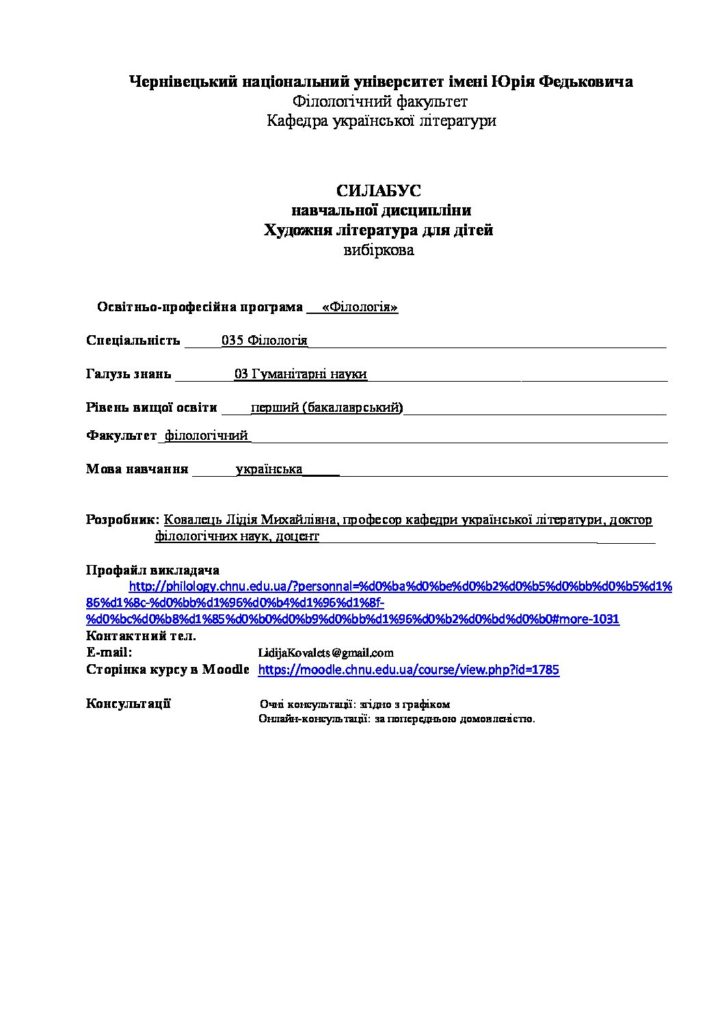 Чернівецький національний університет імені Юрія Федьковича
Філологічний факультет
Кафедра української літератури
СИЛАБУС
навчальної дисципліни
Художня література для дітей
вибіркова
Освітньо-професійна програма __ «Філологія»
Спеціальність _____ 035 Філологія
Галузь знань ________ 03 Гуманітарні науки
Рівень вищої освіти ____ перший (бакалаврський)
Факультет_філологічний
Мова навчання ______ українська_____
Розробник: Ковалець Лідія Михайлівна, професор кафедри української літератури, доктор
філологічних наук, доцент
Профайл викладача
http://philology.chnu.edu.ua/?personnal=%d0%ba%d0%be%d0%b2%d0%b5%d0%bb%d0%b5%d1%
86%d1%8c-%d0%bb%d1%96%d0%b4%d1%96%d1%8f-
%d0%bc%d0%b8%d1%85%d0%b0%d0%b9%d0%bb%d1%96%d0%b2%d0%bd%d0%b0#more-1031
Контактний тел.
E-mail: LidijaKovalets@gmail.com
Сторінка курсу в Moodle https://moodle.chnu.edu.ua/course/view.php?id=1785
Консультації Очні консультації: згідно з графіком
Онлайн-консультації: за попередньою домовленістю.